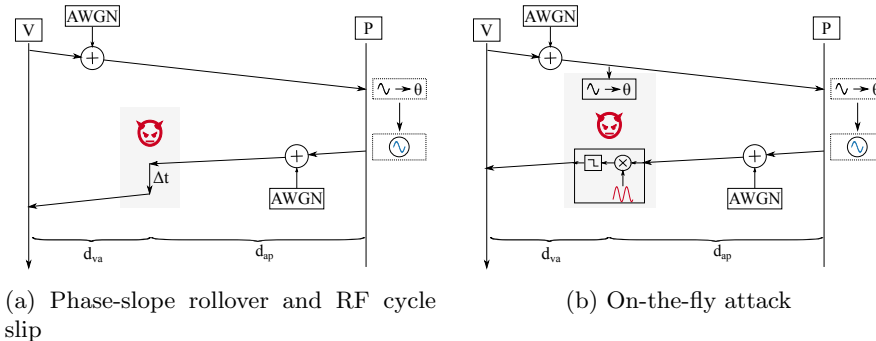 AWGN
V
P
θ
Δt
AWGN
d_va
d_ap
(a) Phase-slope rollover and RF cycle
slip
AWGN
V
P
θ
θ
AWGN
d_va
d_ap
(b) On-the-fly attack